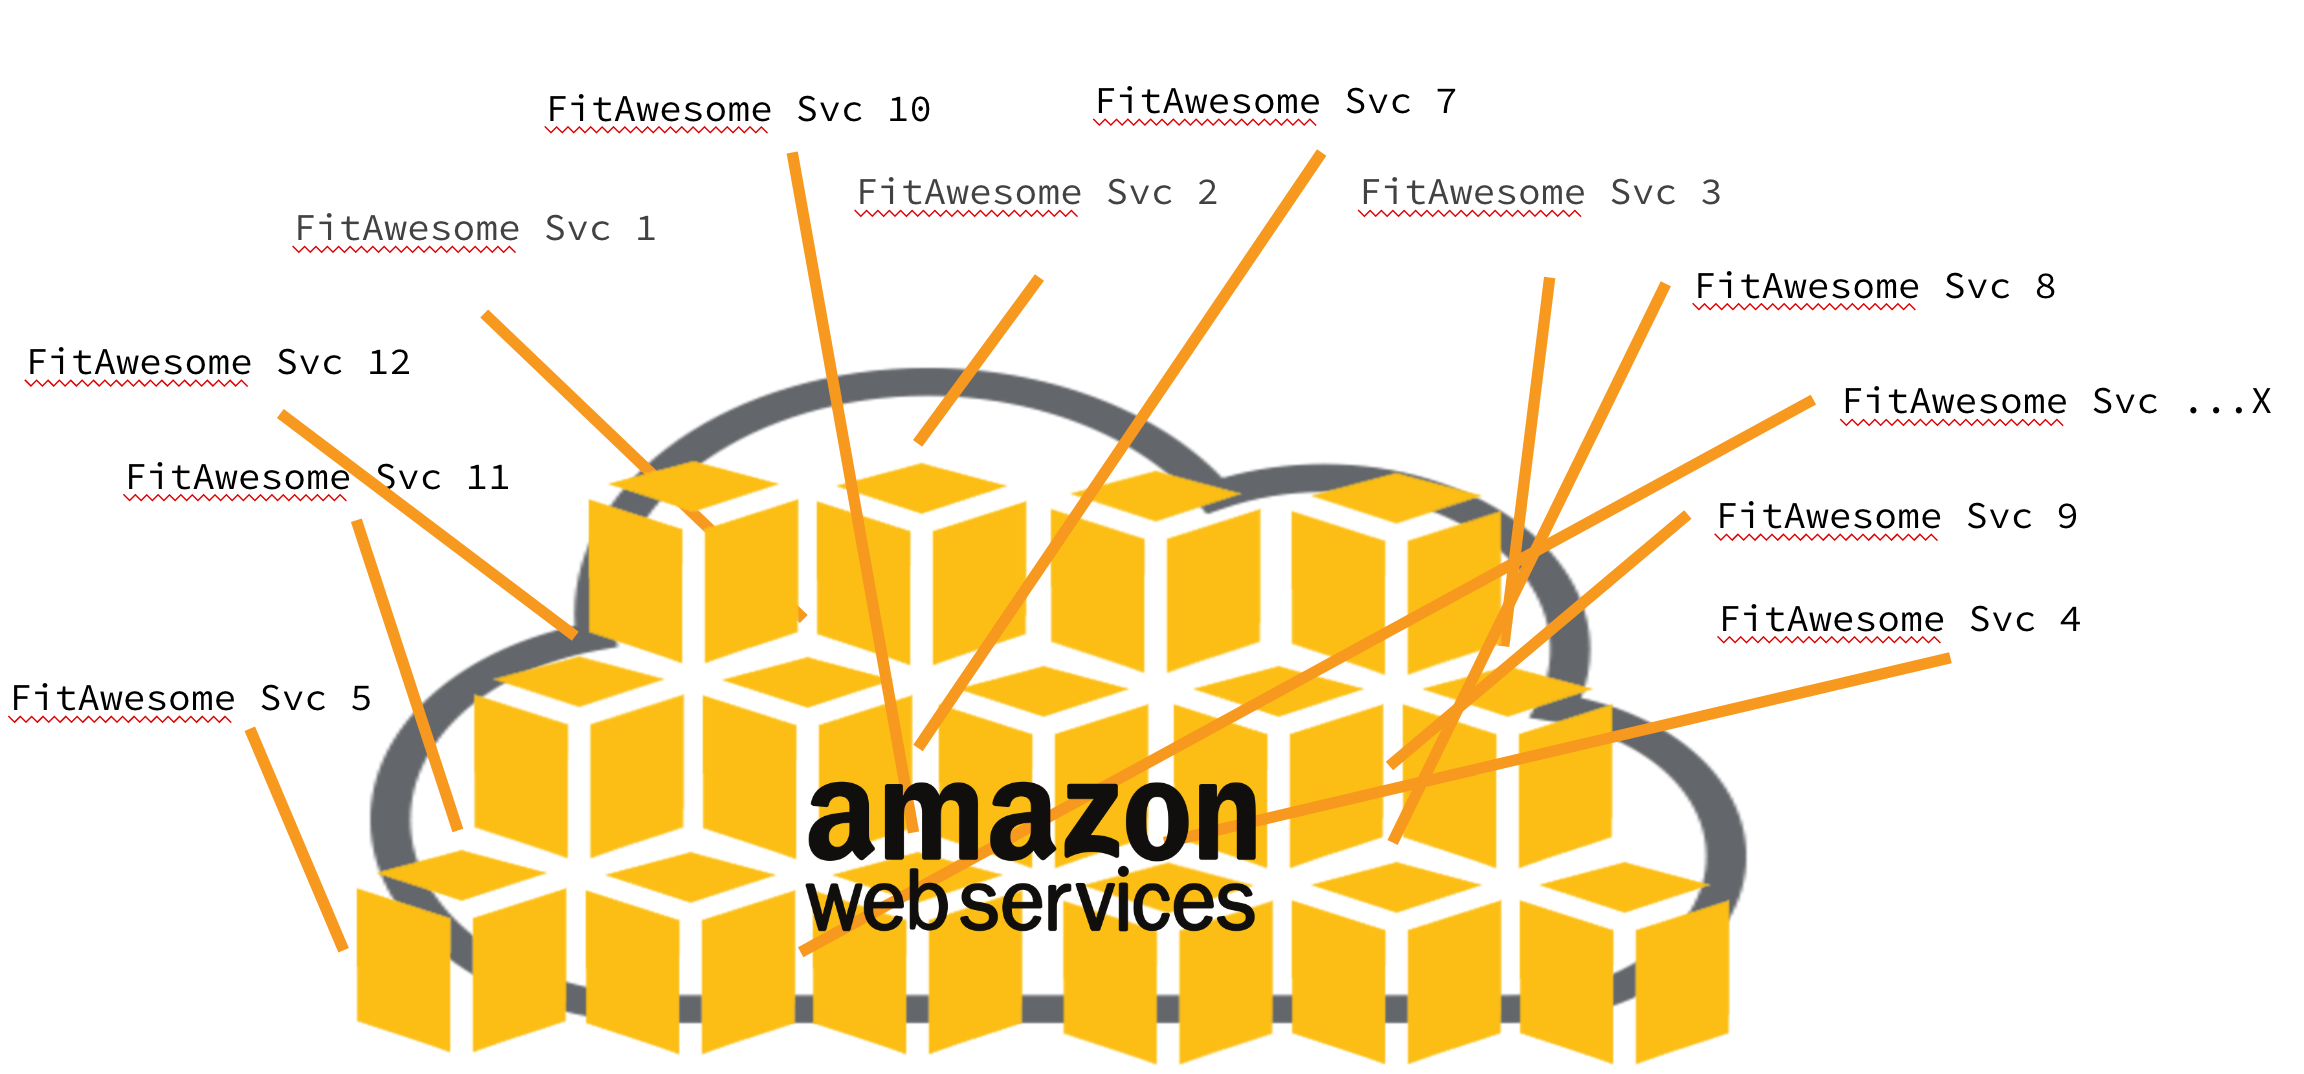 FitAwesome Svc 10
FitAwesome Svc 7
FitAwesome Svc 2
FitAwesome Svc 3
FitAwesome Svc 1
FitAwesome Svc 8
FitAwesome Svc 12
FitAwesome Svc ...X
FitAwesome Svc 11
FitAwesome Svc 9
FitAwesome Svc 4
FitAwesome Svc 5
amazon
web services